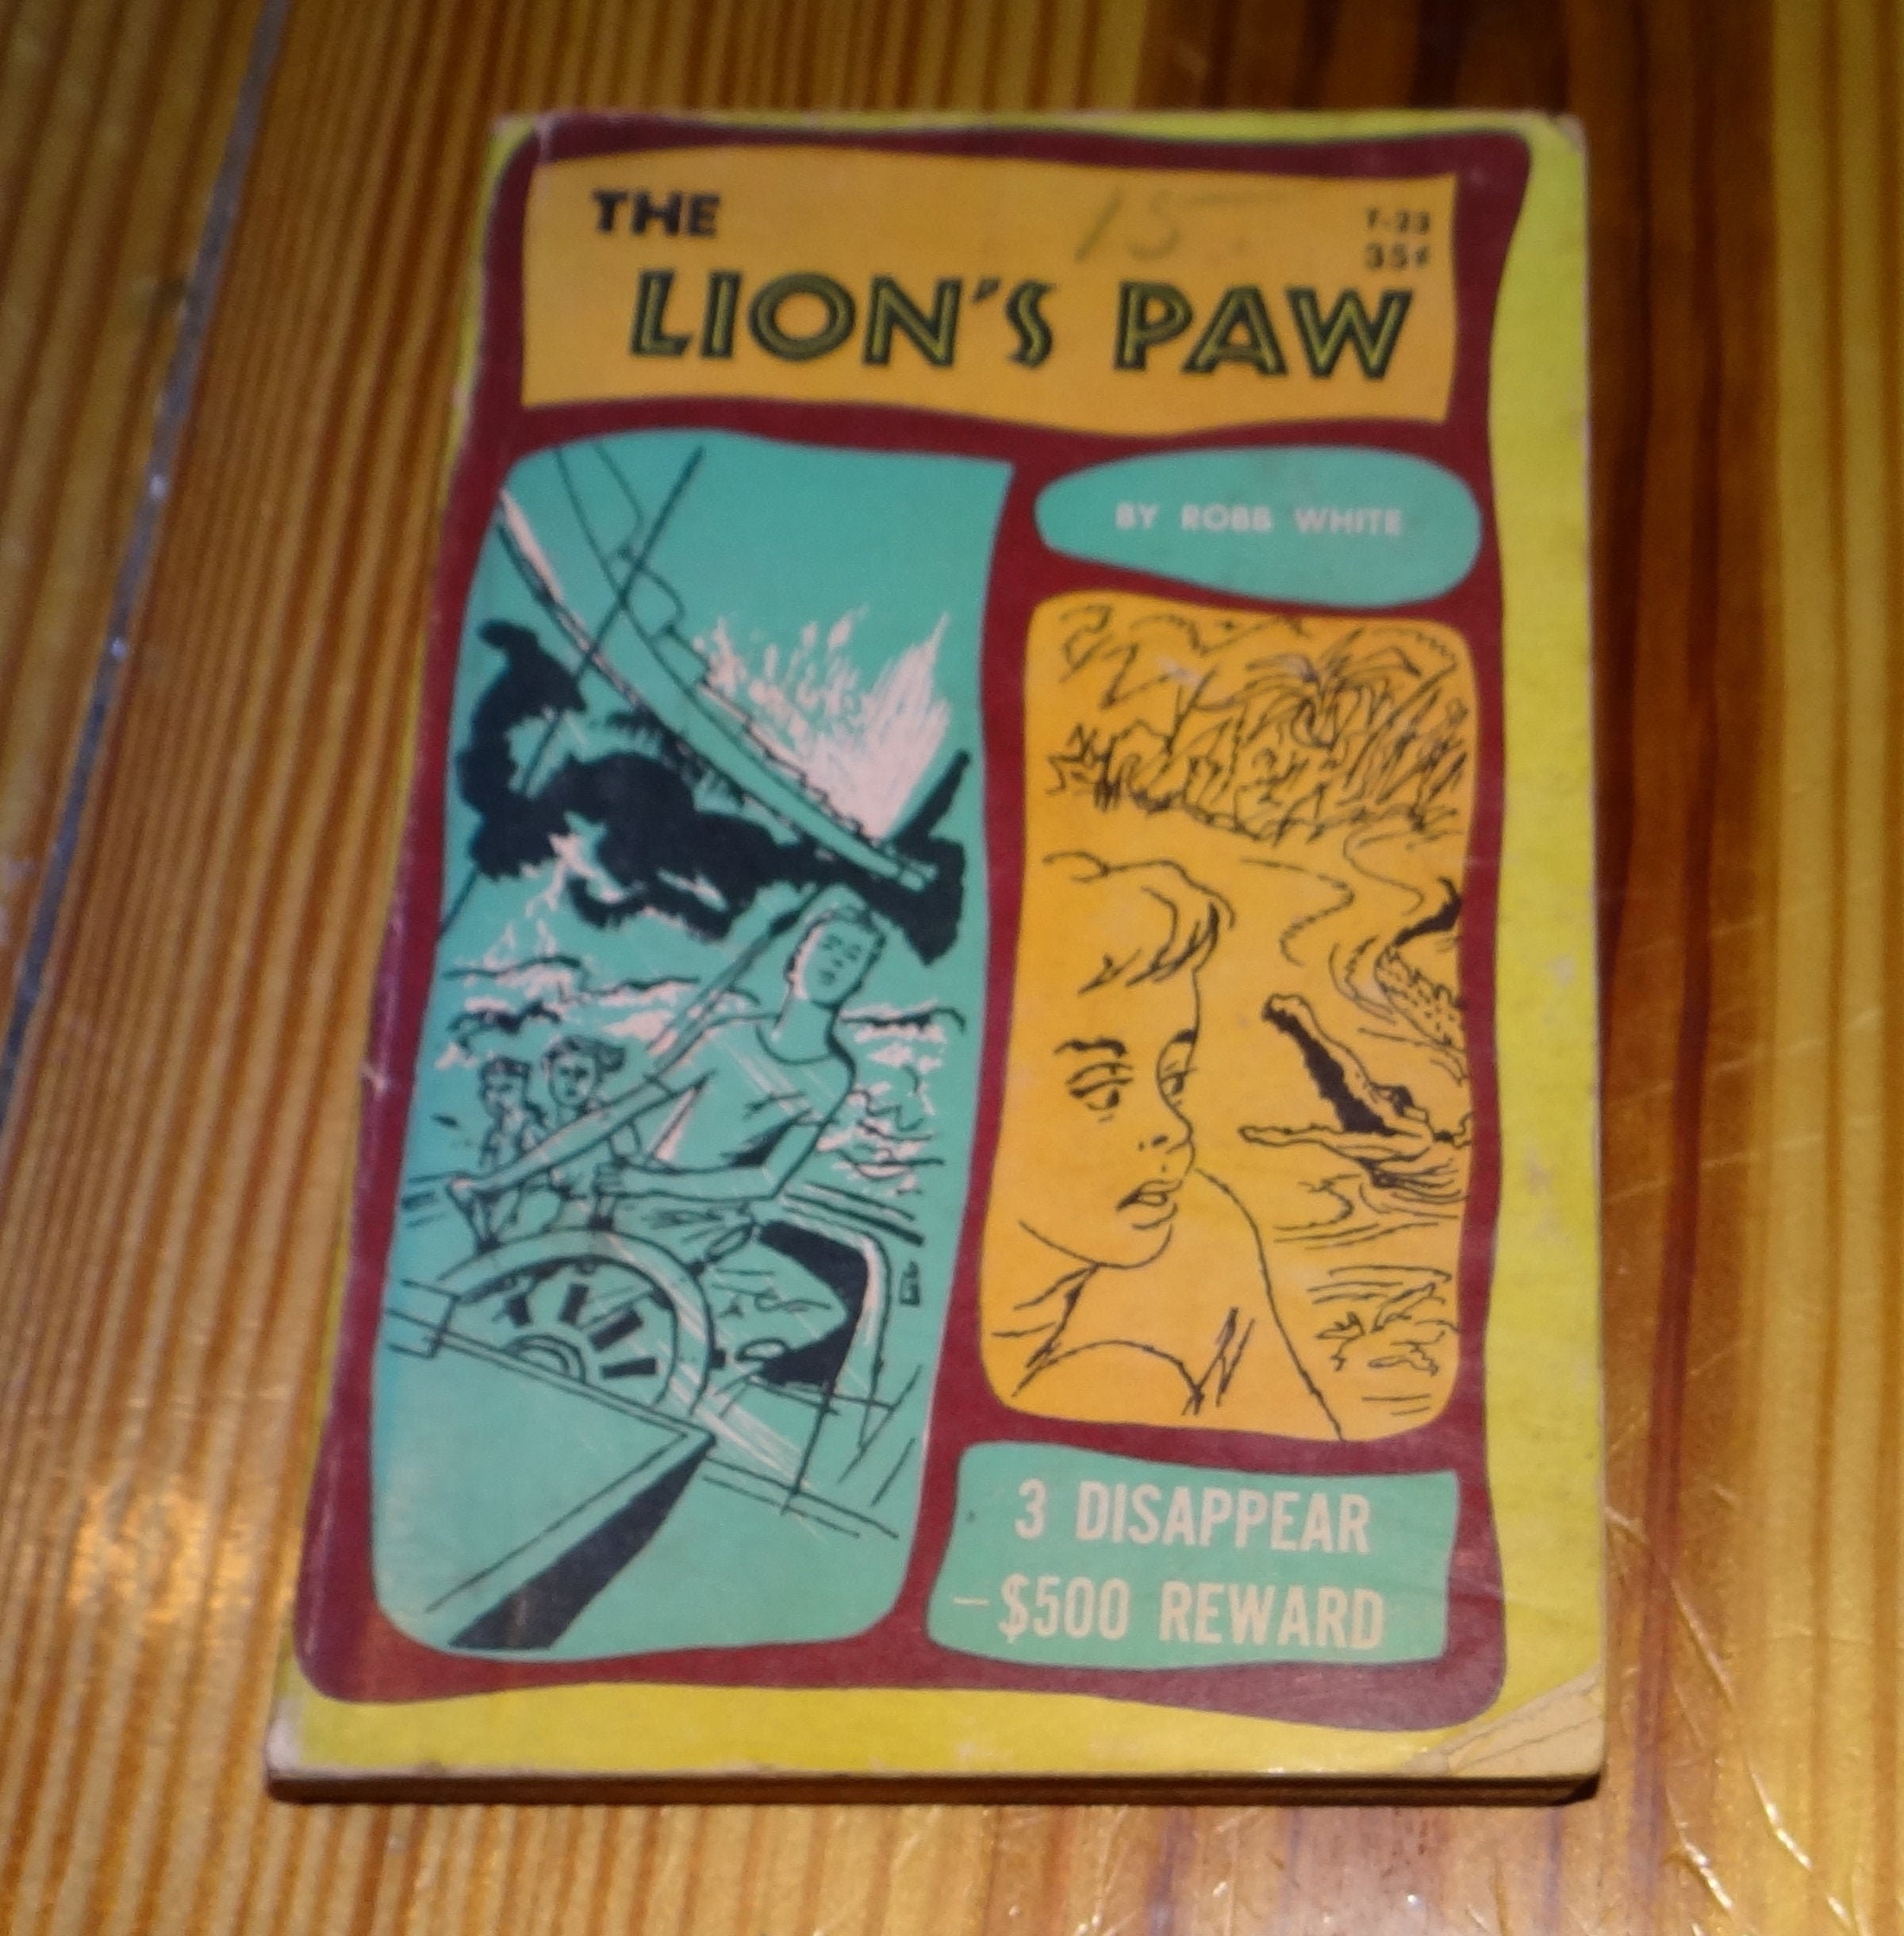 THE
15
T-23
35¢
LION'S PAW
BY ROBB WHITE
3 DISAPPEAR
–$500 REWARD